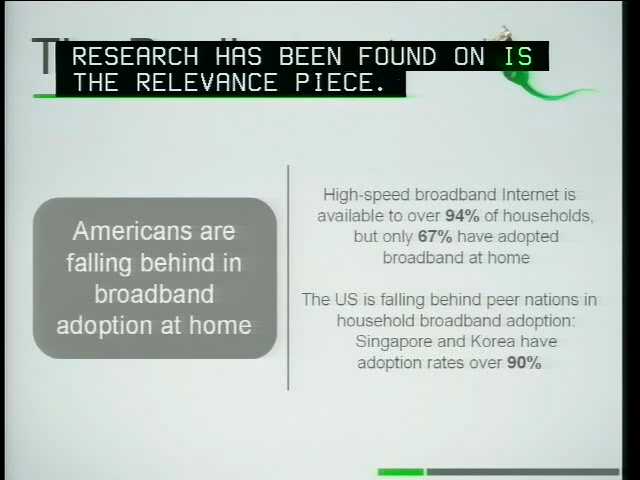 RESEARCH HAS BEEN FOUND ON IS
THE RELEVANCE PIECE.
Americans are
falling behind in
broadband
adoption at home
High-speed broadband Internet is
available to over 94% of households,
but only 67% have adopted
broadband at home
The US is falling behind peer nations in
household broadband adoption:
Singapore and Korea have
adoption rates over 90%